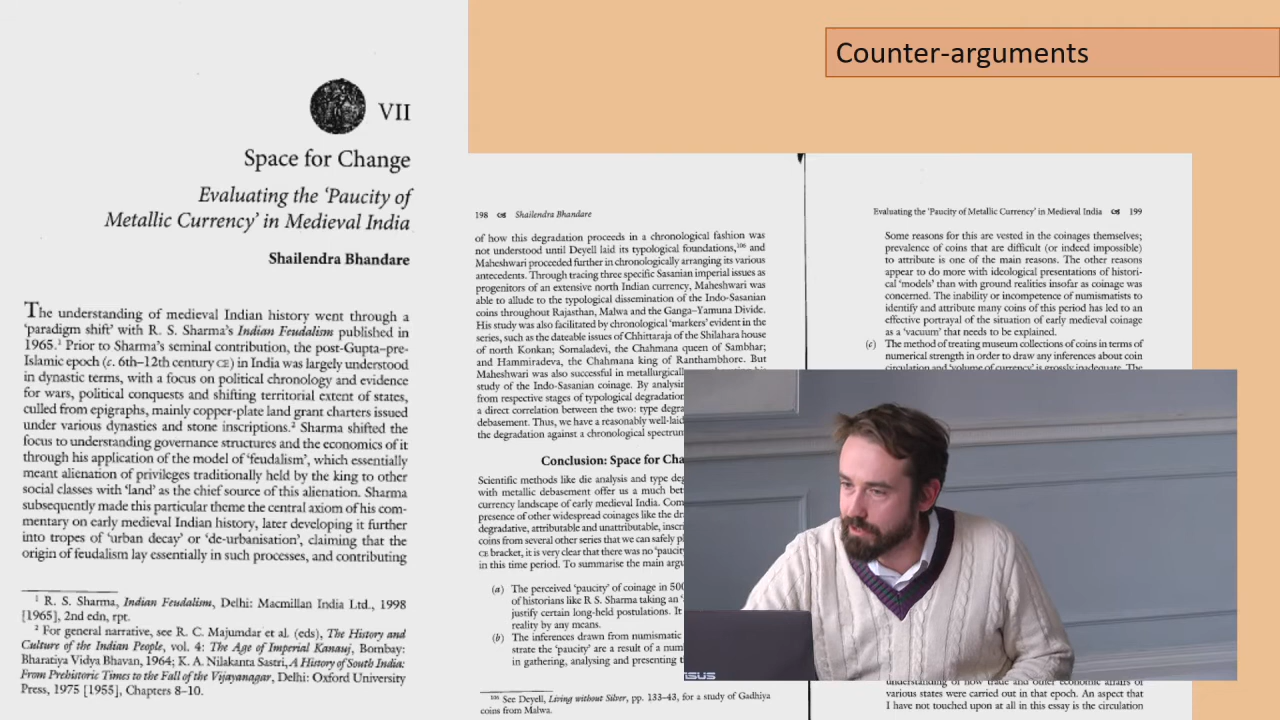 Counter-arguments
VII
Space for Change
Evaluating the ‘Paucity of
Metallic Currency’ in Medieval India
Shailendra Bhandare
The understanding of medieval Indian history went through a
‘paradigm shift’ with R. S. Sharma’s Indian Feudalism published in
1965.¹ Prior to Sharma’s seminal contribution, the post-Gupta–pre-
Islamic epoch (c. 6th–12th century CE) in India was largely understood
in dynastic terms, with a focus on political chronology and evidence
for wars, political conquests and shifting territorial extent of states,
culled from epigraphs, mainly copper-plate land grant charters issued
under various dynasties and stone inscriptions.² Sharma shifted the
focus to understanding governance structures and the economics of it
through his application of the model of ‘feudalism’, which essentially
meant alienation of privileges traditionally held by the king to other
social classes with ‘land’ as the chief source of this alienation. Sharma
subsequently made this particular theme the central axiom of his com-
mentary on early medieval Indian history, later developing it further
into tropes of ‘urban decay’ or ‘de-urbanisation’, claiming that the
origin of feudalism lay essentially in such processes, and contributing
¹ R. S. Sharma, Indian Feudalism, Delhi: Macmillan India Ltd., 1998
[1965], 2nd edn, rpt.
² For general narrative, see R. C. Majumdar et al. (eds), The History and
Culture of the Indian People, vol. 4: The Age of Imperial Kanauj, Bombay:
Bharatiya Vidya Bhavan, 1964; K. A. Nilakanta Sastri, A History of South India:
From Prehistoric Times to the Fall of the Vijayanagar, Delhi: Oxford University
Press, 1975 [1955], Chapters 8–10.
198 Shailendra Bhandare
of how this degradation proceeds in a chronological fashion was
not understood until Deyell laid its typological foundations,¹⁰⁶ and
Maheshwari proceeded further in chronologically arranging its various
antecedents. Through tracing three specific Sasanian imperial issues as
progenitors of an extensive north Indian currency, Maheshwari was
able to allude to the typological dissemination of the Indo-Sasanian
coins throughout Rajasthan, Malwa and the Ganga–Yamuna Divide.
His study was also facilitated by chronological ‘markers’ evident in the
series, such as the dateable issues of Chhittaraja of the Shilahara house
of north Konkan; Somaladevi, the Chahmana queen of Sambhar;
and Hammiradeva, the Chahmana king of Ranthambhore. But
Maheshwari was also successful in metallurgical
study of the Indo-Sasanian coinage. By analysin
from respective stages of typological degradation
a direct correlation between the two: type degra
debasement. Thus, we have a reasonably well-laid
the degradation against a chronological spectrum
Conclusion: Space for Cha
Scientific methods like die analysis and type deg
with metallic debasement offer us a much bet
currency landscape of early medieval India. Com
presence of other widespread coinages like the dr
degradative, attributable and unattributable, inscri
coins from several other series that we can safely p
CE bracket, it is very clear that there was no ‘paucity
in this time period. To summarise the main argu
(a) The perceived ‘paucity’ of coinage in 500
of historians like R S. Sharma taking an
justify certain long-held postulations. It
reality by any means.
(b) The inferences drawn from numismatic
strate the ‘paucity’ are a result of a num
in gathering, analysing and presenting t
¹⁰⁶ See Deyell, Living without Silver, pp. 133–43, for a study of Gadhiya
coins from Malwa.
Evaluating the ‘Paucity of Metallic Currency’ in Medieval India 199
Some reasons for this are vested in the coinages themselves;
prevalence of coins that are difficult (or indeed impossible)
to attribute is one of the main reasons. The other reasons
appear to do more with ideological presentations of histori-
cal ‘models’ than with ground realities insofar as coinage was
concerned. The inability or incompetence of numismatists to
identify and attribute many coins of this period has led to an
effective portrayal of the situation of early medieval coinage
as a ‘vacuum’ that needs to be explained.
(c) The method of treating museum collections of coins in terms of
numerical strength in order to draw any inferences about coin
circulation and ‘volume of currency’ is grossly inadequate. The
understanding of how trade and other economic affairs of
various states were carried out in that epoch. An aspect that
I have not touched upon at all in this essay is the circulation